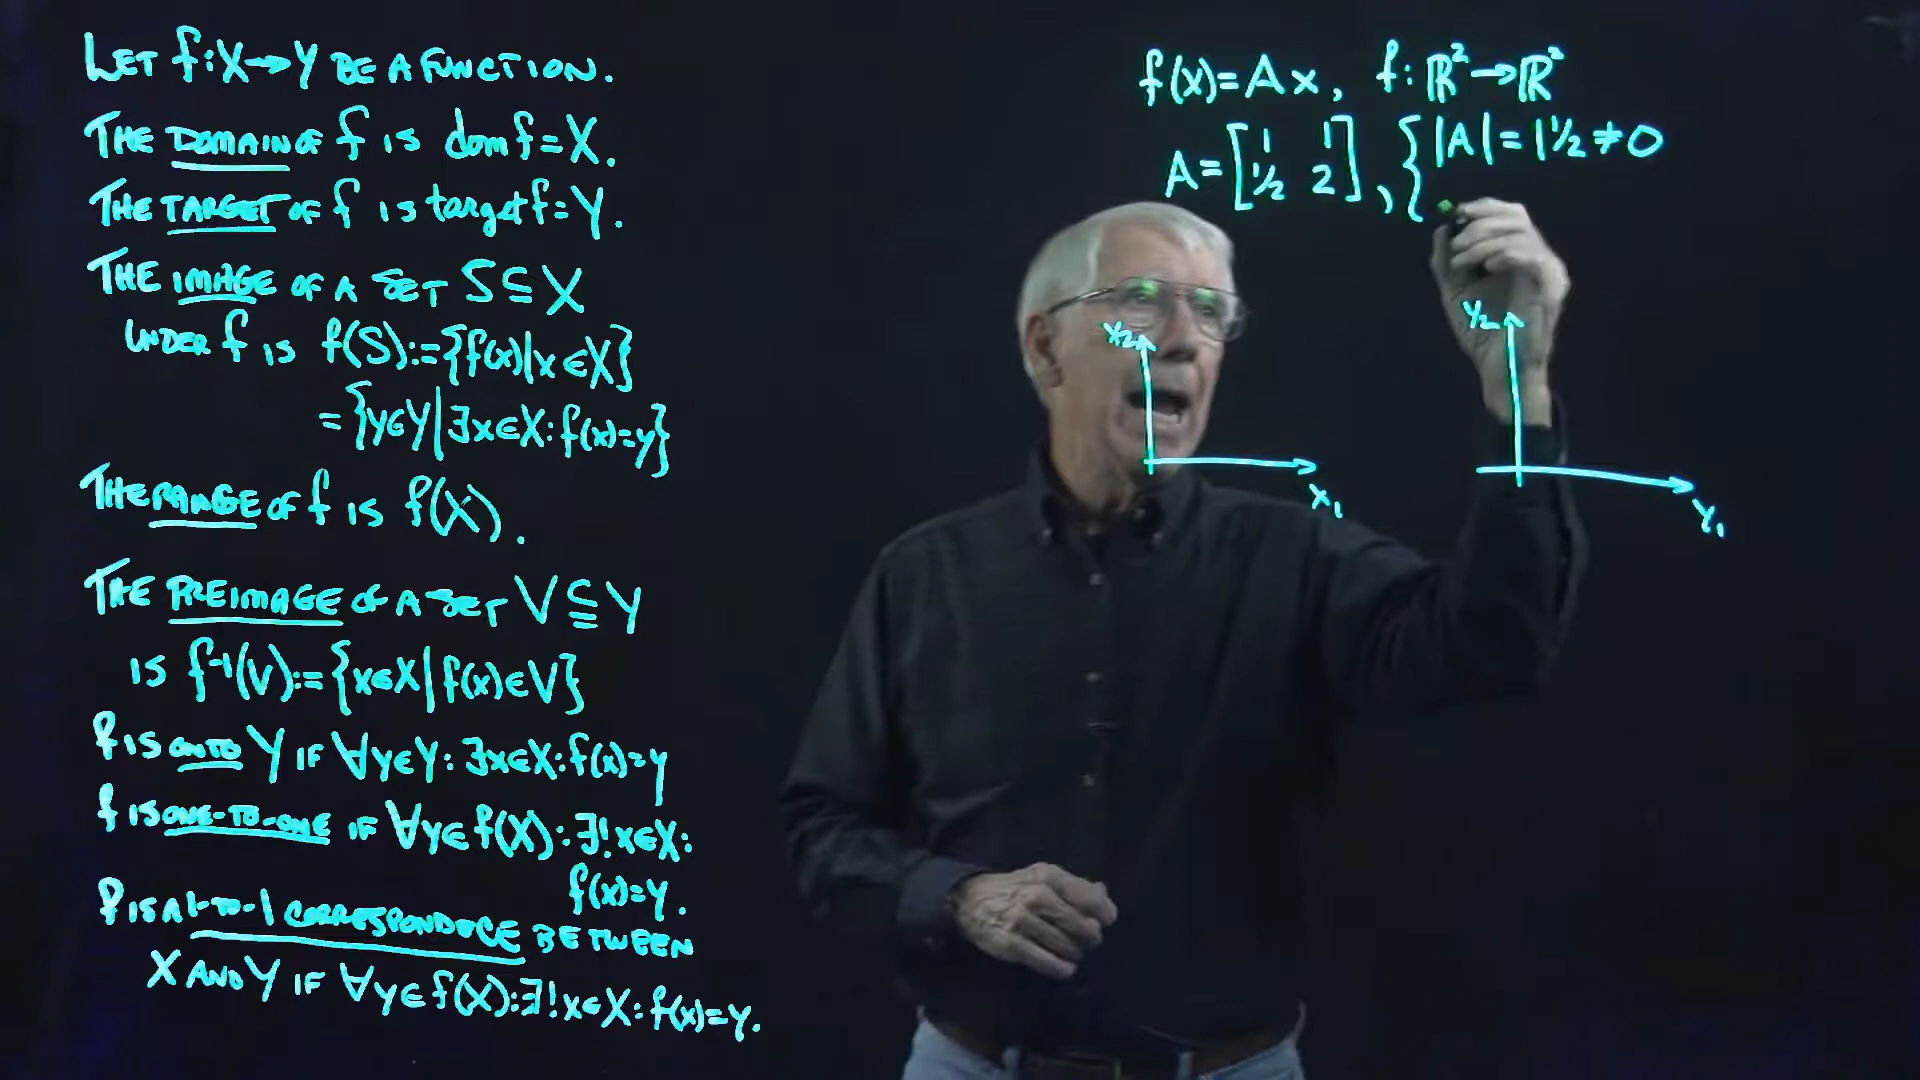 LET f:X→Y BE A FUNCTION.
THE DOMAIN OF f IS dom f=X.
THE TARGET OF f IS target f=Y.
THE IMAGE OF A SET S⊆X
UNDER f IS f(S):={f(x)|x∈X}
={y∈Y|∃x∈X:f(x)=y}
THE RANGE OF f IS f(X).
THE PREIMAGE OF A SET V⊆Y
IS f⁻¹(V):={x∈X|f(x)∈V}
f IS ONTO Y IF ∀y∈Y:∃x∈X:f(x)=y
f IS ONE-TO-ONE IF ∀y∈f(X):∃!x∈X:
f(x)=y.
f IS A 1-TO-1 CORRESPONDECE BETWEEN
X AND Y IF ∀y∈f(X):∃!x∈X:f(x)=y.
f(x)=Ax, f:ℝ²→ℝ²
A=[1 1
½ 2], { |A|=1½≠0
x₂
x₁
y₂
y₁